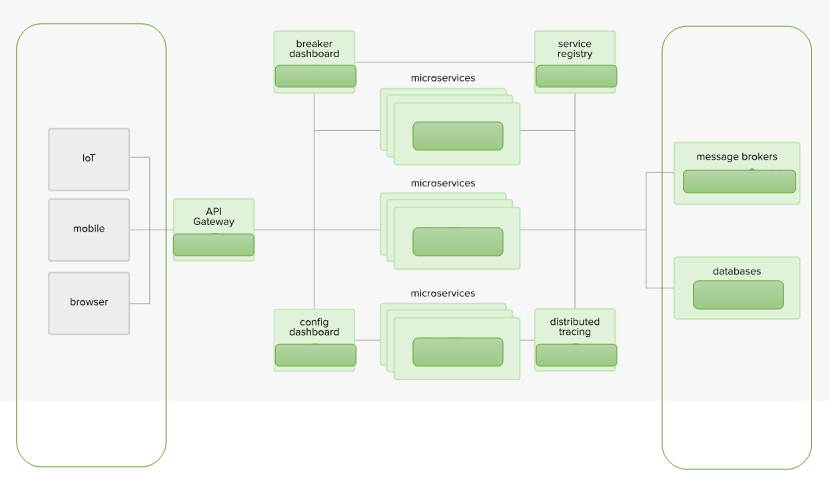 IoT
mobile
browser
API
Gateway
breaker
dashboard
service
registry
microservices
microservices
microservices
config
dashboard
distributed
tracing
message brokers
databases